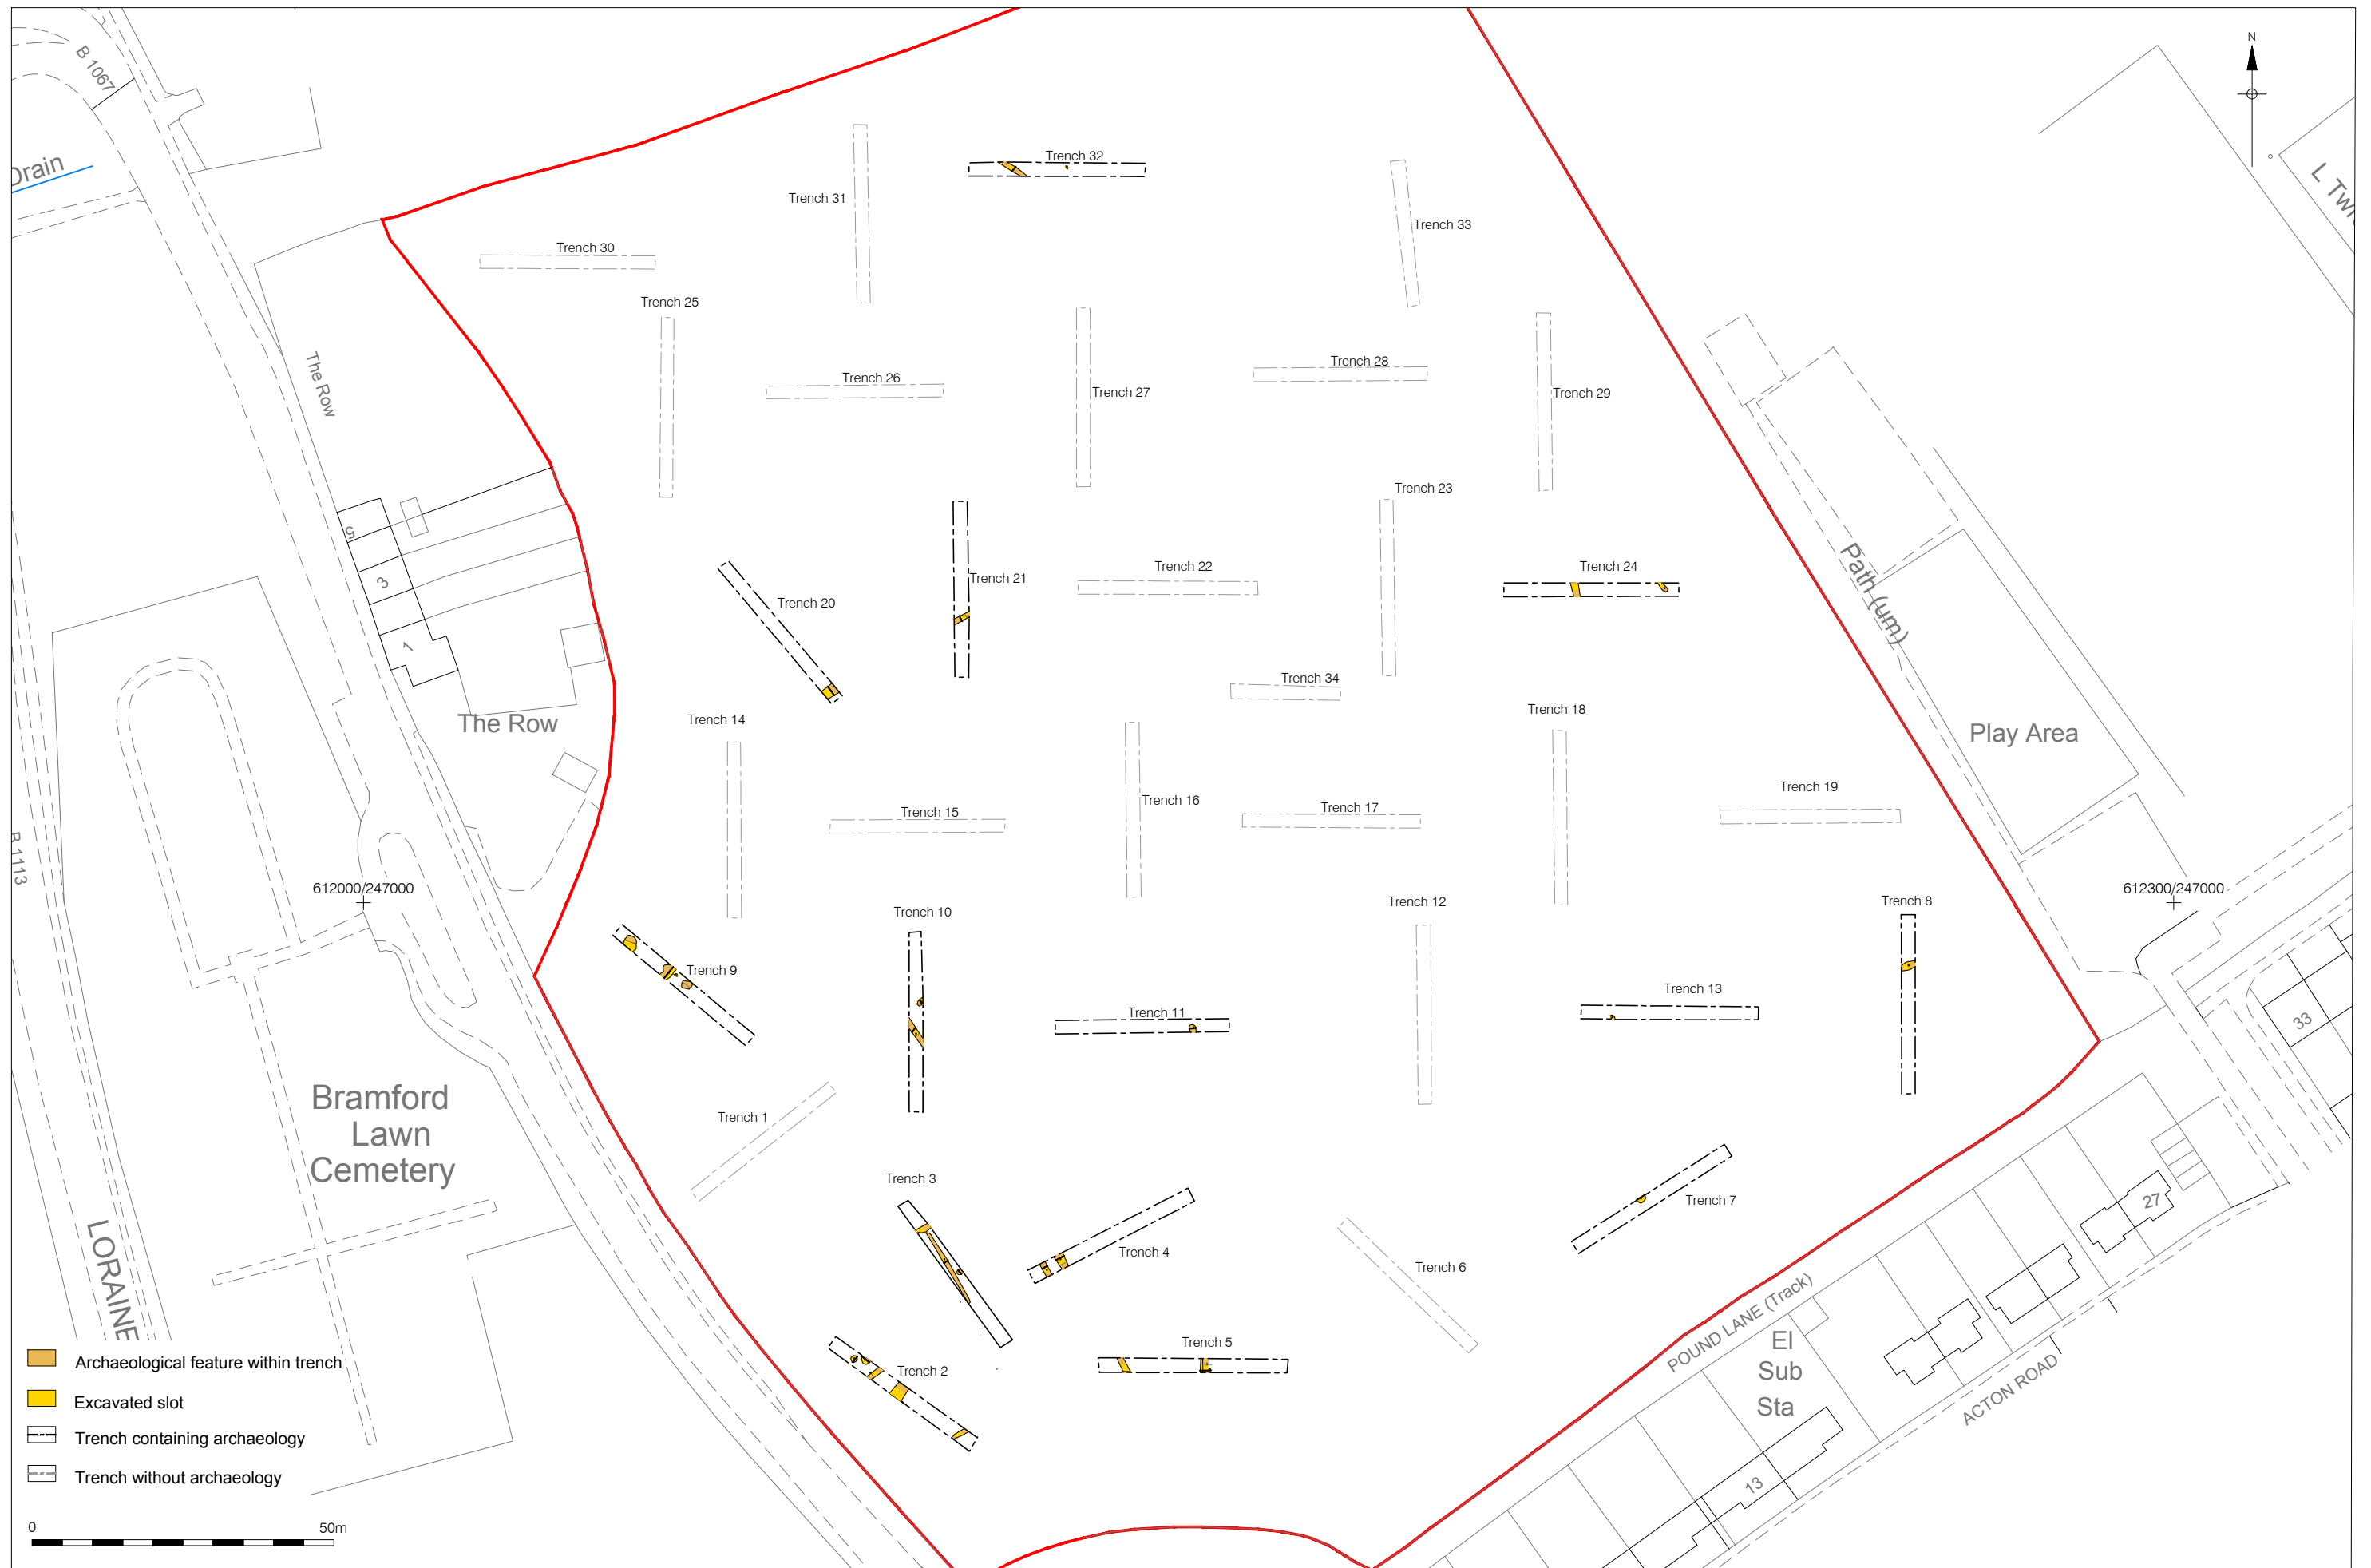 B 1067
N
Drain
Trench 32
Trench 31
L Tw
Trench 33
Trench 30
Trench 25
The Row
Trench 28
Trench 26
Trench 27
Trench 29
Trench 23
5
Path (um)
Trench 22
Trench 24
3
Trench 21
Trench 20
1
Trench 34
Trench 14
Trench 18
The Row
Play Area
Trench 19
Trench 16
Trench 17
Trench 15
B 1113
612000/247000
612300/247000
Trench 12
Trench 8
Trench 10
Trench 9
Trench 13
Trench 11
33
Bramford
Lawn
Cemetery
Trench 1
Trench 3
Trench 7
27
Trench 4
Trench 6
LORAINE
POUND LANE (Track)
El
Sub
Sta
Trench 5
Trench 2
ACTON ROAD
13
Archaeological feature within trench
Excavated slot
Trench containing archaeology
Trench without archaeology
0 50m